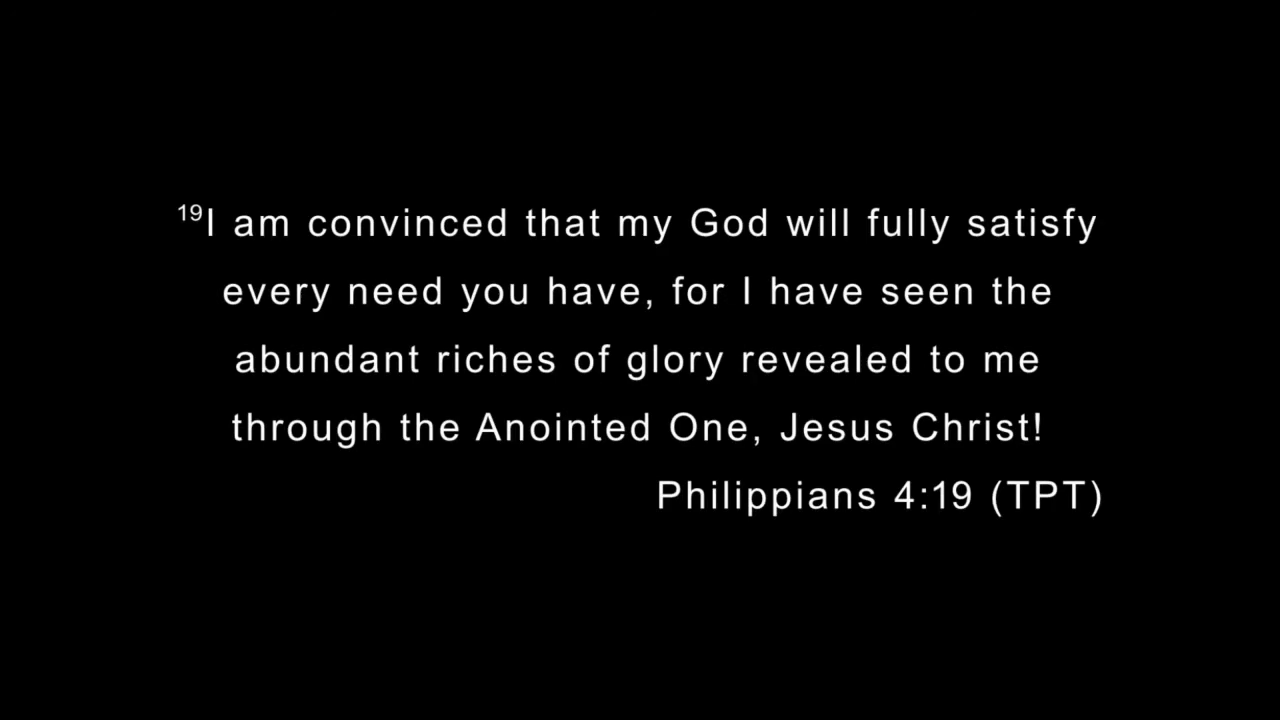 ¹⁹I am convinced that my God will fully satisfy
every need you have, for I have seen the
abundant riches of glory revealed to me
through the Anointed One, Jesus Christ!
Philippians 4:19 (TPT)